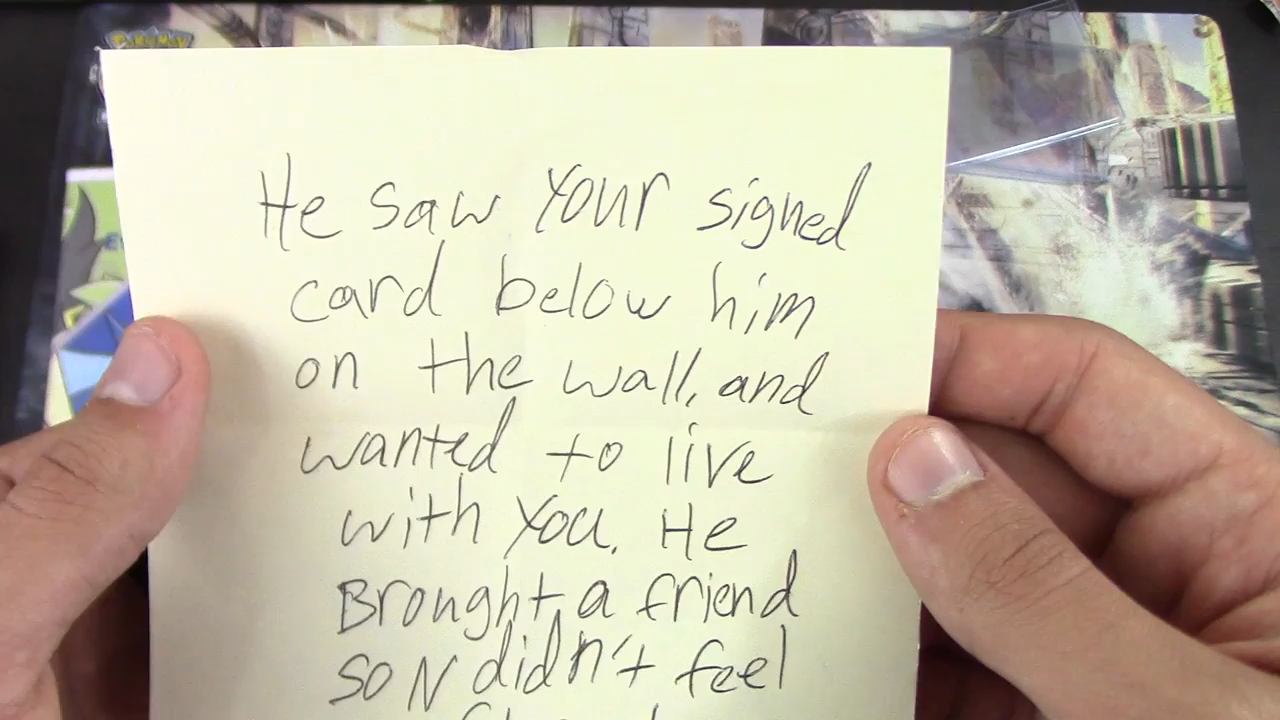 POKéMON
He saw your signed
card below him
on the wall, and
wanted to live
with you. He
Brought a friend
so N didn't feel